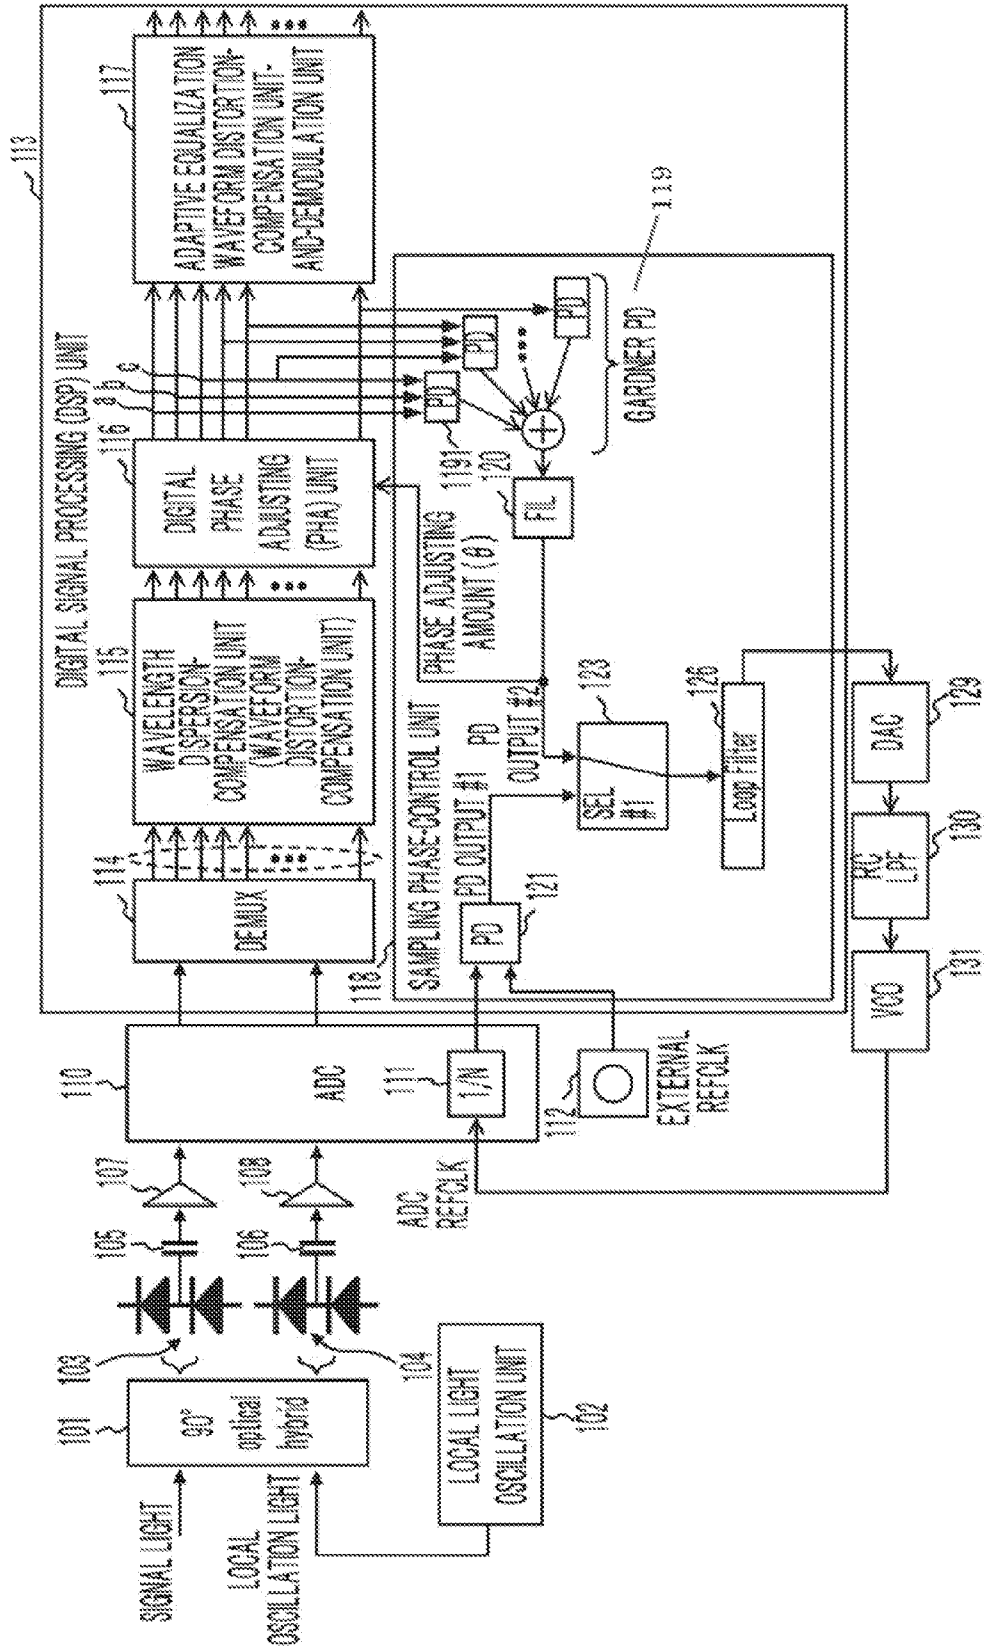 113
DIGITAL SIGNAL PROCESSING (DSP) UNIT
114
DEMUX
115
WAVELENGTH
DISPERSION-
COMPENSATION UNIT
(WAVEFORM
DISTORTION-
COMPENSATION UNIT)
116
DIGITAL
PHASE
ADJUSTING
(PHA) UNIT
a
b
c
117
ADAPTIVE EQUALIZATION
WAVEFORM DISTORTION-
COMPENSATION UNIT-
AND-DEMODULATION UNIT
101
90°
optical
hybrid
SIGNAL LIGHT
LOCAL
OSCILLATION LIGHT
LOCAL LIGHT
OSCILLATION UNIT
102
103
104
105
106
107
108
110
ADC
111
1/N
ADC
REFCLK
112
EXTERNAL
REFCLK
118
SAMPLING PHASE-CONTROL UNIT
PD
121
PD OUTPUT #1
PD
OUTPUT #2
PHASE ADJUSTING
AMOUNT (θ)
SEL
#1
123
FIL
120
1191
PD
PD
PD
GARDNER PD
119
126
Loop Filter
DAC
129
RC
LPF
130
VCO
131